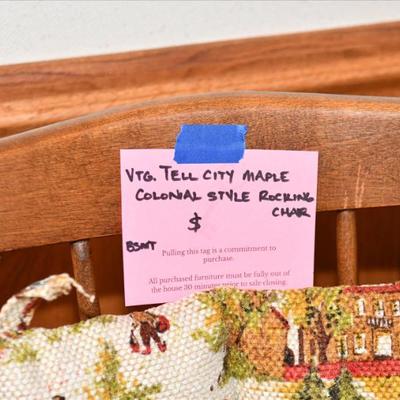 VTG. TELL CITY MAPLE
COLONIAL STYLE ROCKING
CHAIR
$
BSMT
Pulling this tag is a commitment to
purchase.
All purchased furniture must be fully out of
the house 30 minutes prior to sale closing.